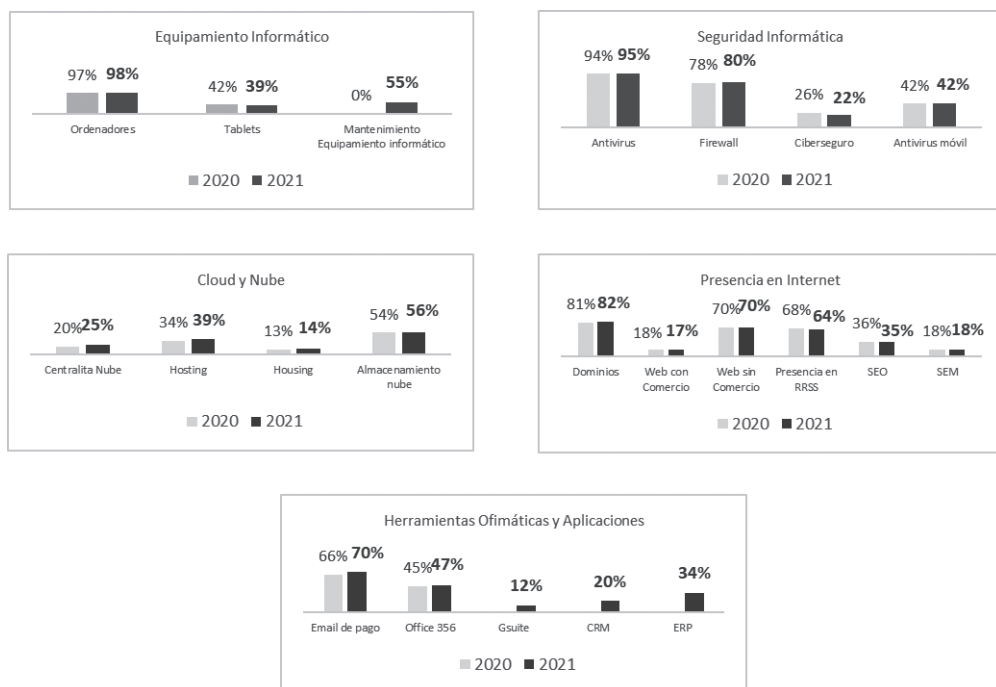 Equipamiento Informático
97% 98%
42% 39%
0% 55%
Ordenadores
Tablets
Mantenimiento
Equipamiento informático
2020 2021
Seguridad Informática
94% 95%
78% 80%
26% 22%
42% 42%
Antivirus
Firewall
Ciberseguro
Antivirus móvil
2020 2021
Cloud y Nube
20% 25%
34% 39%
13% 14%
54% 56%
Centralita Nube
Hosting
Housing
Almacenamiento
nube
2020 2021
Presencia en Internet
81% 82%
18% 17%
70% 70%
68% 64%
36% 35%
18% 18%
Dominios
Web con
Comercio
Web sin
Comercio
Presencia en
RRSS
SEO
SEM
2020 2021
Herramientas Ofimáticas y Aplicaciones
66% 70%
45% 47%
12%
20%
34%
Email de pago
Office 356
Gsuite
CRM
ERP
2020 2021